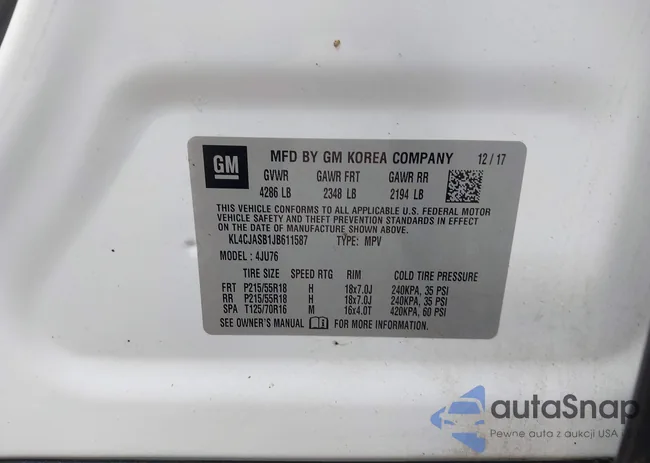 GM
MFD BY GM KOREA COMPANY 12/17
GVWR GAWR FRT GAWR RR
4286 LB 2348 LB 2194 LB
THIS VEHICLE CONFORMS TO ALL APPLICABLE U.S. FEDERAL MOTOR
VEHICLE SAFETY AND THEFT PREVENTION STANDARDS IN EFFECT
ON THE DATE OF MANUFACTURE SHOWN ABOVE.
KL4CJASB1JB611587 TYPE: MPV
MODEL: 4JU76
TIRE SIZE SPEED RTG RIM COLD TIRE PRESSURE
FRT P215/55R18 H 18x7.0J 240KPA, 35 PSI
RR P215/55R18 H 18x7.0J 240KPA, 35 PSI
SPA T125/70R16 M 16x4.0T 420KPA, 60 PSI
SEE OWNER'S MANUAL FOR MORE INFORMATION.
autaSnap
Pewne auta z aukcji USA i